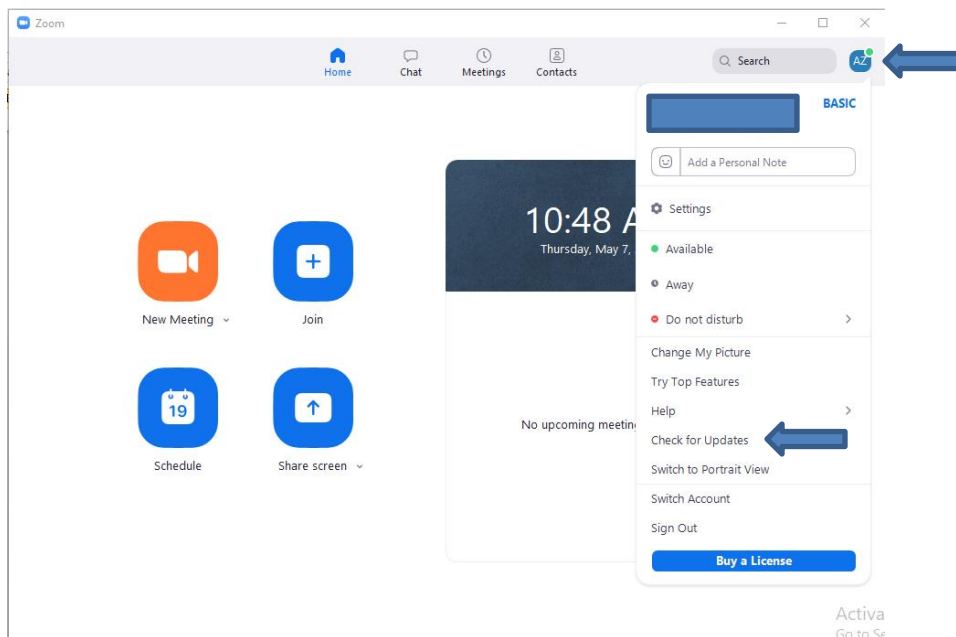 Zoom
Home
Chat
Meetings
Contacts
Search
AZ
BASIC
Add a Personal Note
Settings
10:48
Thursday, May 7,
Available
Away
Do not disturb
New Meeting
Join
Change My Picture
Try Top Features
Help
19
No upcoming
Check for Updates
Schedule
Share screen
Switch to Portrait View
Switch Account
Sign Out
Buy a License